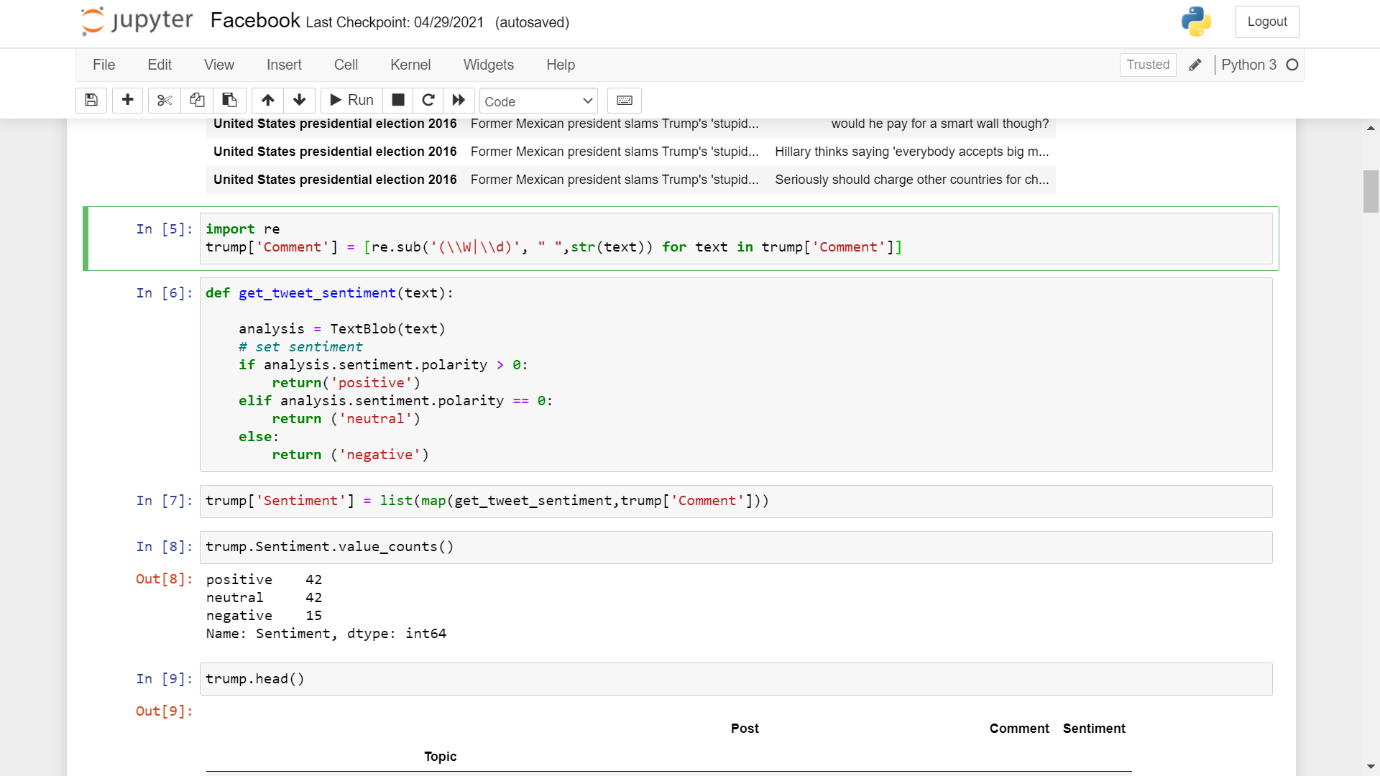 jupyter Facebook Last Checkpoint: 04/29/2021 (autosaved)
Logout
File Edit View Insert Cell Kernel Widgets Help
Trusted Python 3
Run Code
United States presidential election 2016 Former Mexican president slams Trump's 'stupid... would he pay for a smart wall though?
United States presidential election 2016 Former Mexican president slams Trump's 'stupid... Hillary thinks saying 'everybody accepts big m...
United States presidential election 2016 Former Mexican president slams Trump's 'stupid... Seriously should charge other countries for ch...
In [5]: import re
trump['Comment'] = [re.sub('(\\W|\\d)', " ",str(text)) for text in trump['Comment']]
In [6]: def get_tweet_sentiment(text):
analysis = TextBlob(text)
# set sentiment
if analysis.sentiment.polarity > 0:
return('positive')
elif analysis.sentiment.polarity == 0:
return ('neutral')
else:
return ('negative')
In [7]: trump['Sentiment'] = list(map(get_tweet_sentiment,trump['Comment']))
In [8]: trump.Sentiment.value_counts()
Out[8]: positive 42
neutral 42
negative 15
Name: Sentiment, dtype: int64
In [9]: trump.head()
Out[9]:
Post Comment Sentiment
Topic